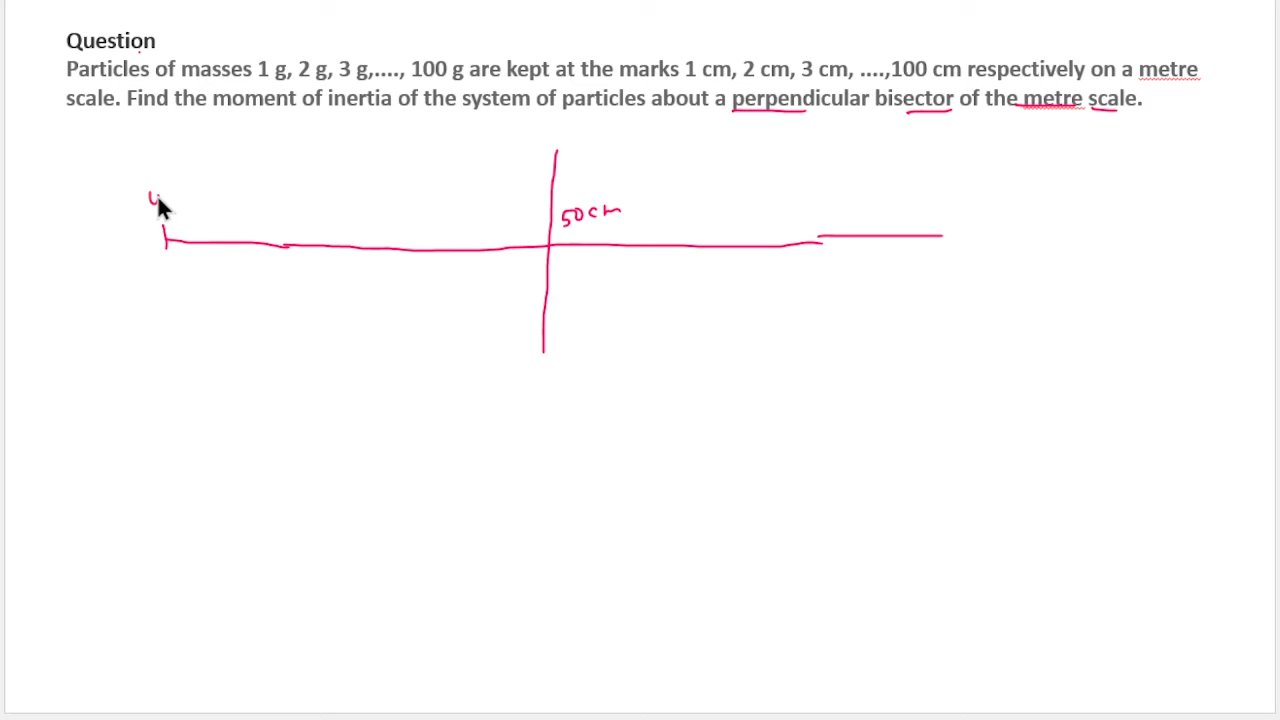 Question
Particles of masses 1 g, 2 g, 3 g,...., 100 g are kept at the marks 1 cm, 2 cm, 3 cm, ....,100 cm respectively on a metre
scale. Find the moment of inertia of the system of particles about a perpendicular bisector of the metre scale.
50cm